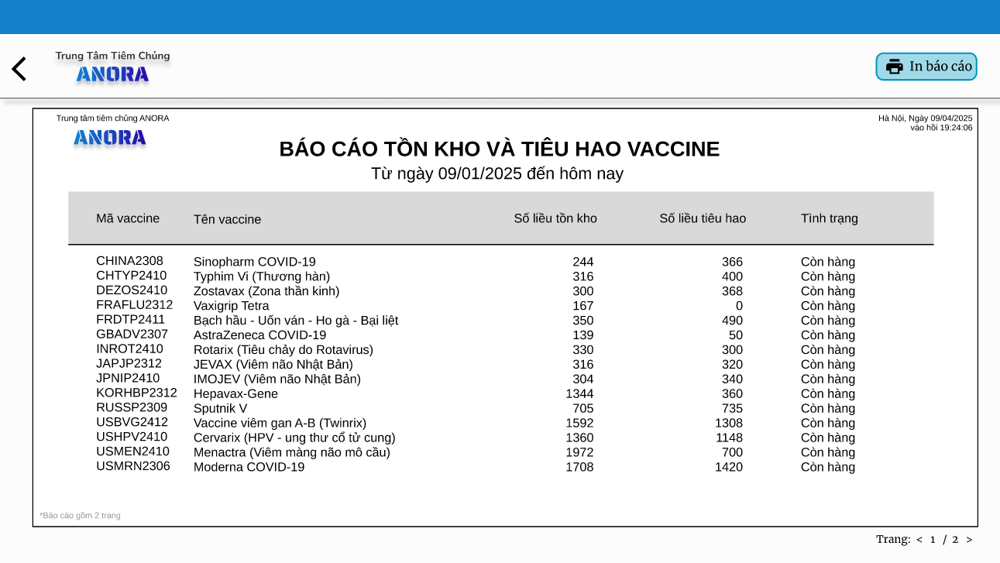 Trung Tâm Tiêm Chủng
ANORA
In báo cáo
Trung tâm tiêm chủng ANORA
ANORA
Hà Nội, Ngày 09/04/2025
vào hồi 19:24:06
BÁO CÁO TỒN KHO VÀ TIÊU HAO VACCINE
Từ ngày 09/01/2025 đến hôm nay
Mã vaccine Tên vaccine Số liều tồn kho Số liều tiêu hao Tình trạng
CHINA2308 Sinopharm COVID-19 244 366 Còn hàng
CHTYP2410 Typhim Vi (Thương hàn) 316 400 Còn hàng
DEZOS2410 Zostavax (Zona thần kinh) 300 368 Còn hàng
FRAFLU2312 Vaxigrip Tetra 167 0 Còn hàng
FRDTP2411 Bạch hầu - Uốn ván - Ho gà - Bại liệt 350 490 Còn hàng
GBADV2307 AstraZeneca COVID-19 139 50 Còn hàng
INROT2410 Rotarix (Tiêu chảy do Rotavirus) 330 300 Còn hàng
JAPJP2312 JEVAX (Viêm não Nhật Bản) 316 320 Còn hàng
JPNIP2410 IMOJEV (Viêm não Nhật Bản) 304 340 Còn hàng
KORHBP2312 Hepavax-Gene 1344 360 Còn hàng
RUSSP2309 Sputnik V 705 735 Còn hàng
USBVG2412 Vaccine viêm gan A-B (Twinrix) 1592 1308 Còn hàng
USHPV2410 Cervarix (HPV - ung thư cổ tử cung) 1360 1148 Còn hàng
USMEN2410 Menactra (Viêm màng não mô cầu) 1972 700 Còn hàng
USMRN2306 Moderna COVID-19 1708 1420 Còn hàng
*Báo cáo gồm 2 trang
Trang: < 1 / 2 >